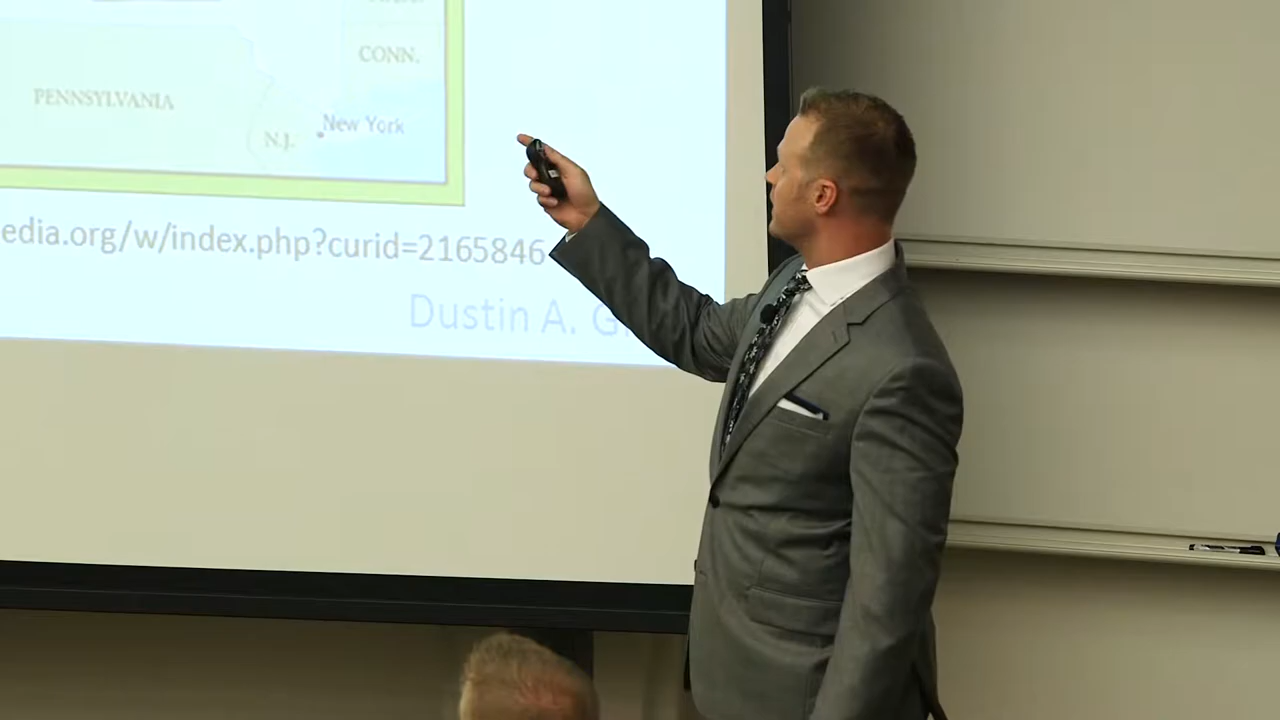 CONN.
PENNSYLVANIA
New York
N.J.
edia.org/w/index.php?curid=2165846
Dustin A. G